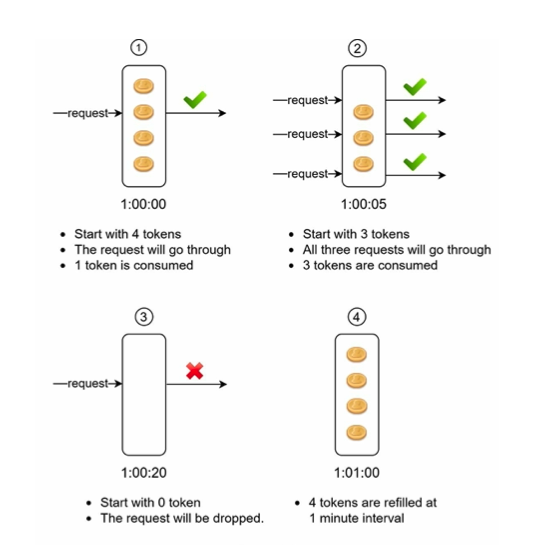 1
2
request
request
request
request
1:00:00
1:00:05
• Start with 4 tokens
• The request will go through
• 1 token is consumed
• Start with 3 tokens
• All three requests will go through
• 3 tokens are consumed
3
4
request
1:00:20
1:01:00
• Start with 0 token
• The request will be dropped.
• 4 tokens are refilled at
1 minute interval